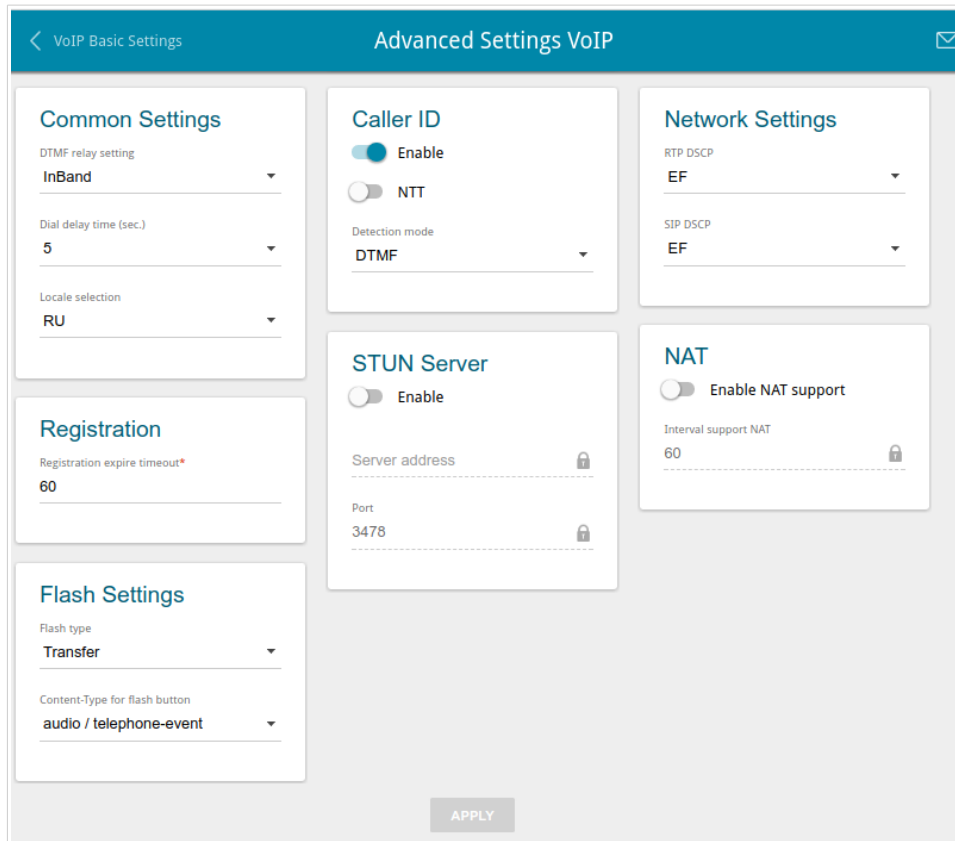 VoIP Basic Settings
Advanced Settings VoIP
Common Settings
DTMF relay setting
InBand
Dial delay time (sec.)
5
Locale selection
RU
Registration
Registration expire timeout*
60
Flash Settings
Flash type
Transfer
Content-Type for flash button
audio / telephone-event
Caller ID
Enable
NTT
Detection mode
DTMF
STUN Server
Enable
Server address
Port
3478
Network Settings
RTP DSCP
EF
SIP DSCP
EF
NAT
Enable NAT support
Interval support NAT
60
APPLY